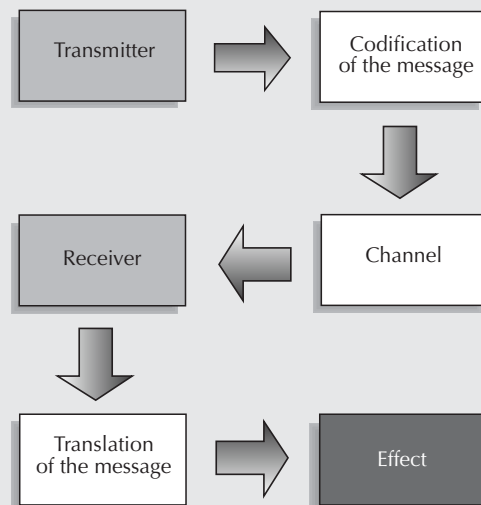 Transmitter
Codification
of the message
Receiver
Channel
Translation
of the message
Effect